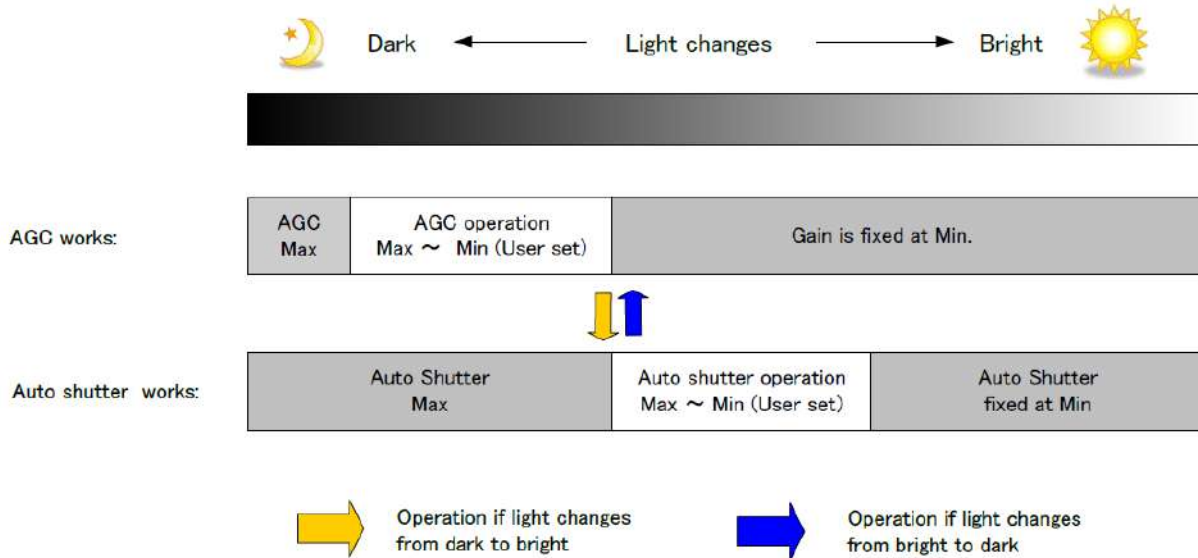 Dark
Light changes
Bright
AGC works:
AGC
Max
AGC operation
Max ～ Min (User set)
Gain is fixed at Min.
Auto shutter works:
Auto Shutter
Max
Auto shutter operation
Max ～ Min (User set)
Auto Shutter
fixed at Min
Operation if light changes
from dark to bright
Operation if light changes
from bright to dark